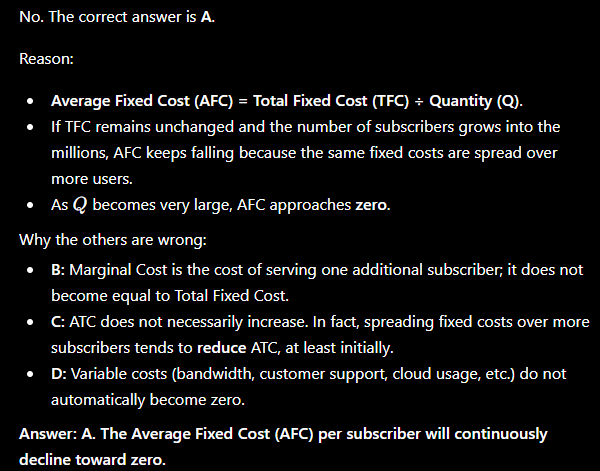 No. The correct answer is A.
Reason:
• Average Fixed Cost (AFC) = Total Fixed Cost (TFC) ÷ Quantity (Q).
• If TFC remains unchanged and the number of subscribers grows into the
millions, AFC keeps falling because the same fixed costs are spread over
more users.
• As Q becomes very large, AFC approaches zero.
Why the others are wrong:
• B: Marginal Cost is the cost of serving one additional subscriber; it does not
become equal to Total Fixed Cost.
• C: ATC does not necessarily increase. In fact, spreading fixed costs over more
subscribers tends to reduce ATC, at least initially.
• D: Variable costs (bandwidth, customer support, cloud usage, etc.) do not
automatically become zero.
Answer: A. The Average Fixed Cost (AFC) per subscriber will continuously
decline toward zero.